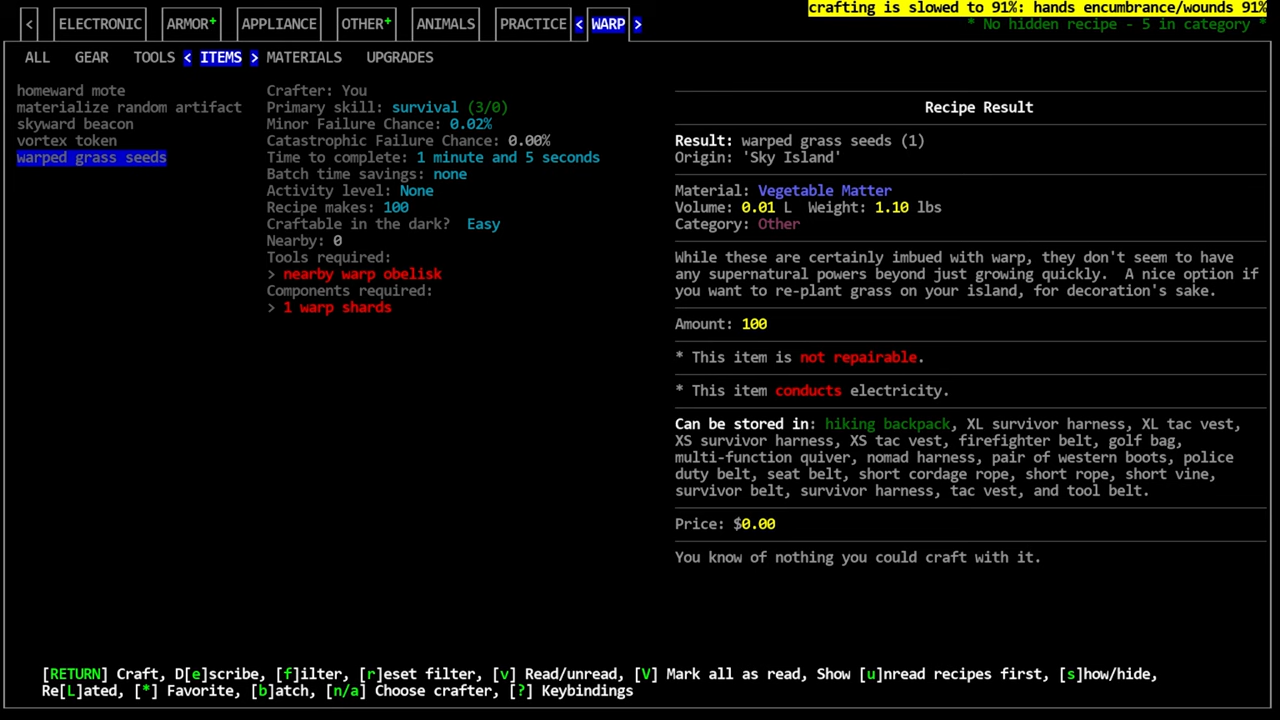 crafting is slowed to 91%: hands encumbrance/wounds 91%
< ELECTRONIC ARMOR+ APPLIANCE OTHER+ ANIMALS PRACTICE < WARP >
* No hidden recipe - 5 in category *
ALL GEAR TOOLS < ITEMS > MATERIALS UPGRADES
homeward mote
materialize random artifact
skyward beacon
vortex token
warped grass seeds
Crafter: You
Primary skill: survival (3/0)
Minor Failure Chance: 0.02%
Catastrophic Failure Chance: 0.00%
Time to complete: 1 minute and 5 seconds
Batch time savings: none
Activity level: None
Recipe makes: 100
Craftable in the dark? Easy
Nearby: 0
Tools required:
> nearby warp obelisk
Components required:
> 1 warp shards
Recipe Result
Result: warped grass seeds (1)
Origin: 'Sky Island'
Material: Vegetable Matter
Volume: 0.01 L Weight: 1.10 lbs
Category: Other
While these are certainly imbued with warp, they don't seem to have
any supernatural powers beyond just growing quickly. A nice option if
you want to re-plant grass on your island, for decoration's sake.
Amount: 100
* This item is not repairable.
* This item conducts electricity.
Can be stored in: hiking backpack, XL survivor harness, XL tac vest,
XS survivor harness, XS tac vest, firefighter belt, golf bag,
multi-function quiver, nomad harness, pair of western boots, police
duty belt, seat belt, short cordage rope, short rope, short vine,
survivor belt, survivor harness, tac vest, and tool belt.
Price: $0.00
You know of nothing you could craft with it.
[RETURN] Craft, D[e]scribe, [f]ilter, [r]eset filter, [v] Read/unread, [V] Mark all as read, Show [u]nread recipes first, [s]how/hide,
Re[L]ated, [*] Favorite, [b]atch, [n/a] Choose crafter, [?] Keybindings